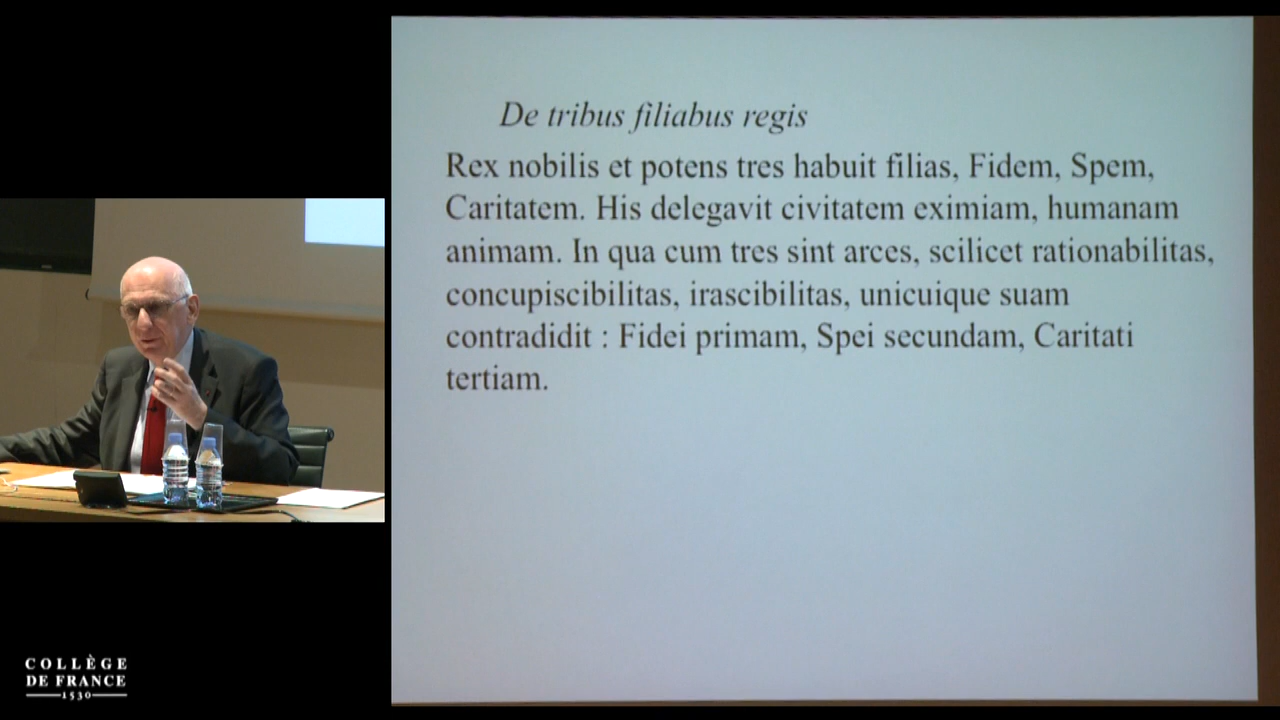 De tribus filiabus regis
Rex nobilis et potens tres habuit filias, Fidem, Spem,
Caritatem. His delegavit civitatem eximiam, humanam
animam. In qua cum tres sint arces, scilicet rationabilitas,
concupiscibilitas, irascibilitas, unicuique suam
contradidit : Fidei primam, Spei secundam, Caritati
tertiam.
COLLÈGE
DE FRANCE
1530